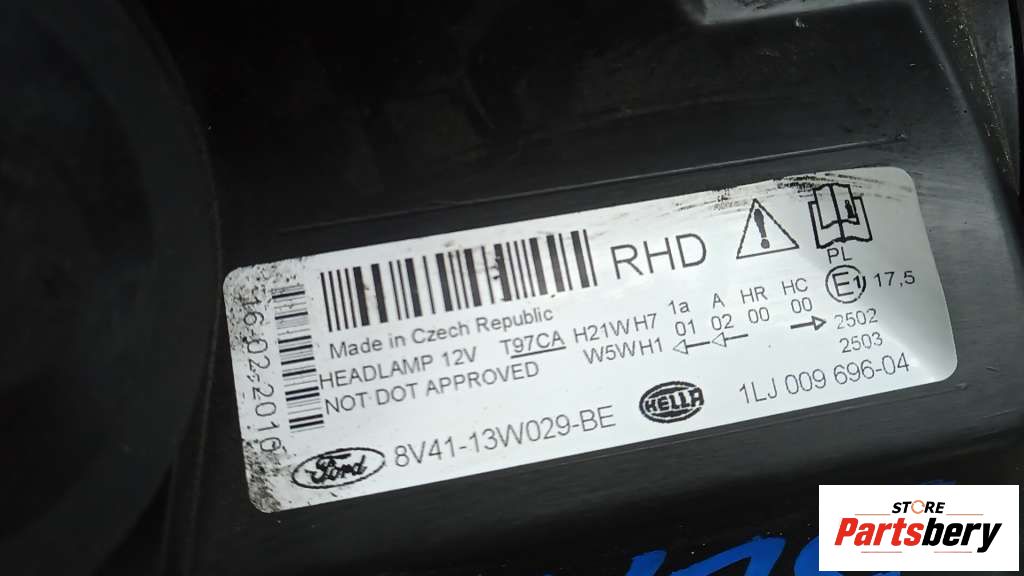 RHD
PL
Made in Czech Republic
HEADLAMP 12V T97CA H21W H7 1a A HR HC E1 17,5
W5W H1 01 02 00 00 2502
NOT DOT APPROVED 2503
16-02-2016
Ford 8V41-13W029-BE HELLA 1LJ 009 696-04
STORE
Partsbery